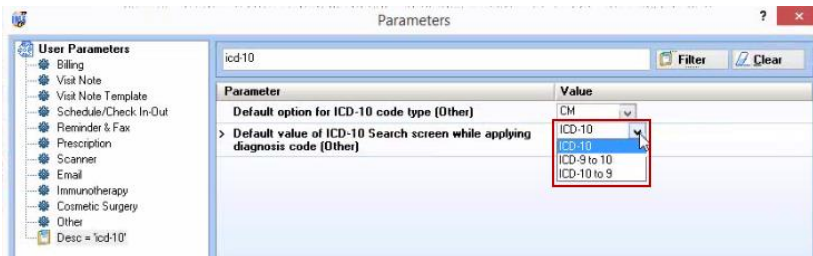 Parameters
?
User Parameters
Billing
Visit Note
Visit Note Template
Schedule/Check In-Out
Reminder & Fax
Prescription
Scanner
Email
Immunotherapy
Cosmetic Surgery
Other
Desc = 'icd-10'
icd-10
Filter
Clear
Parameter Value
Default option for ICD-10 code type (Other) CM
> Default value of ICD-10 Search screen while applying
diagnosis code (Other)
ICD-10
ICD-10
ICD-9 to 10
ICD-10 to 9